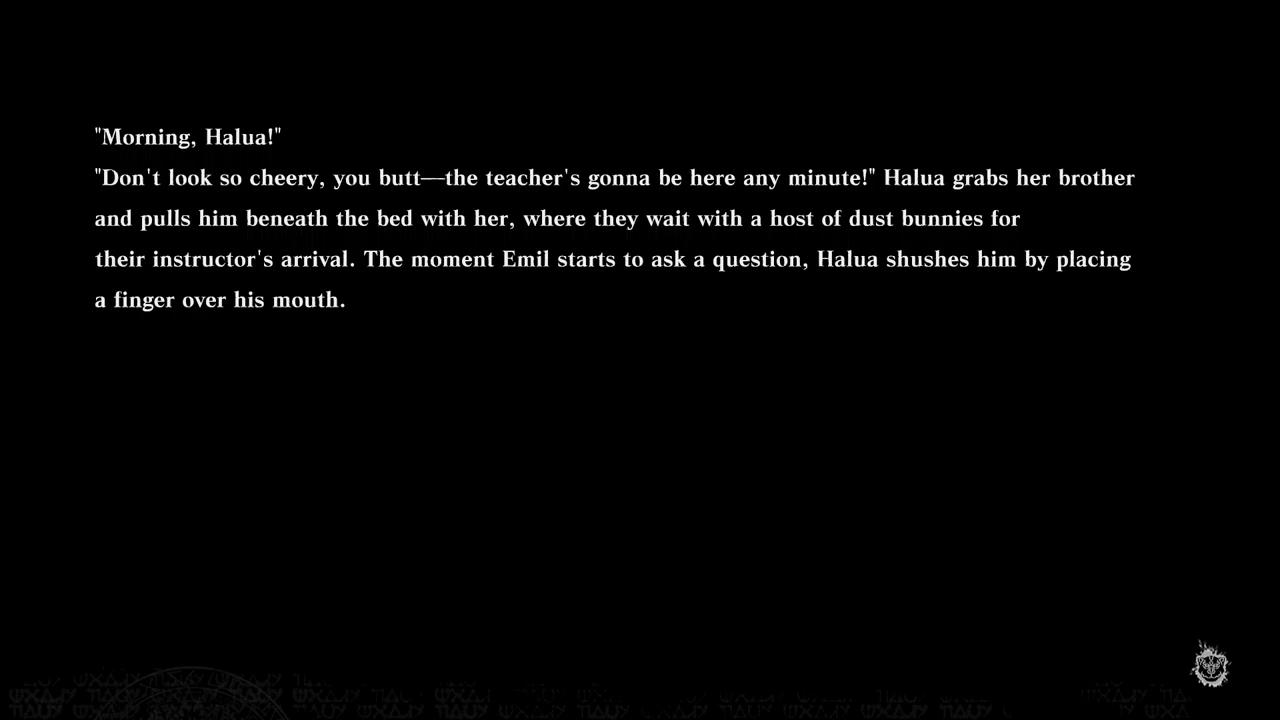 "Morning, Halua!"
"Don't look so cheery, you butt—the teacher's gonna be here any minute!" Halua grabs her brother
and pulls him beneath the bed with her, where they wait with a host of dust bunnies for
their instructor's arrival. The moment Emil starts to ask a question, Halua shushes him by placing
a finger over his mouth.